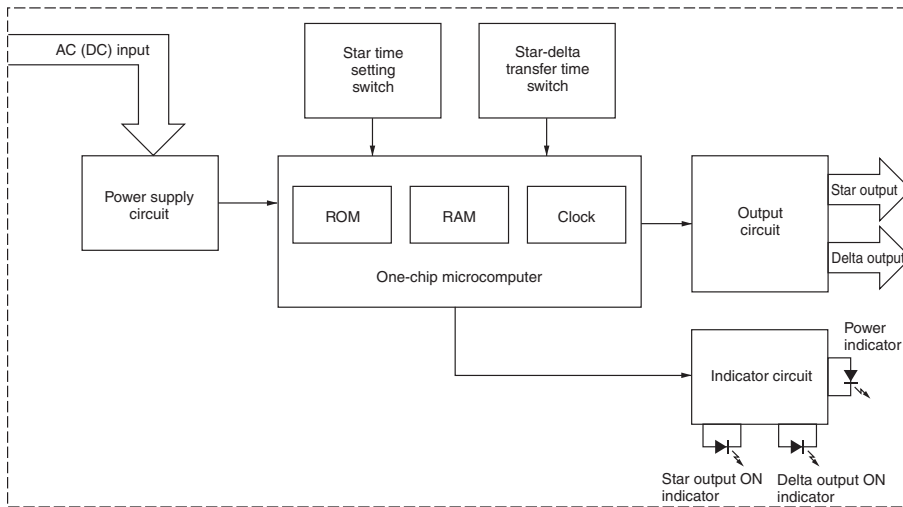 AC (DC) input
Star time
setting
switch
Star-delta
transfer time
switch
Power supply
circuit
ROM
RAM
Clock
One-chip microcomputer
Output
circuit
Star output
Delta output
Power
indicator
Indicator circuit
Star output ON
indicator
Delta output ON
indicator